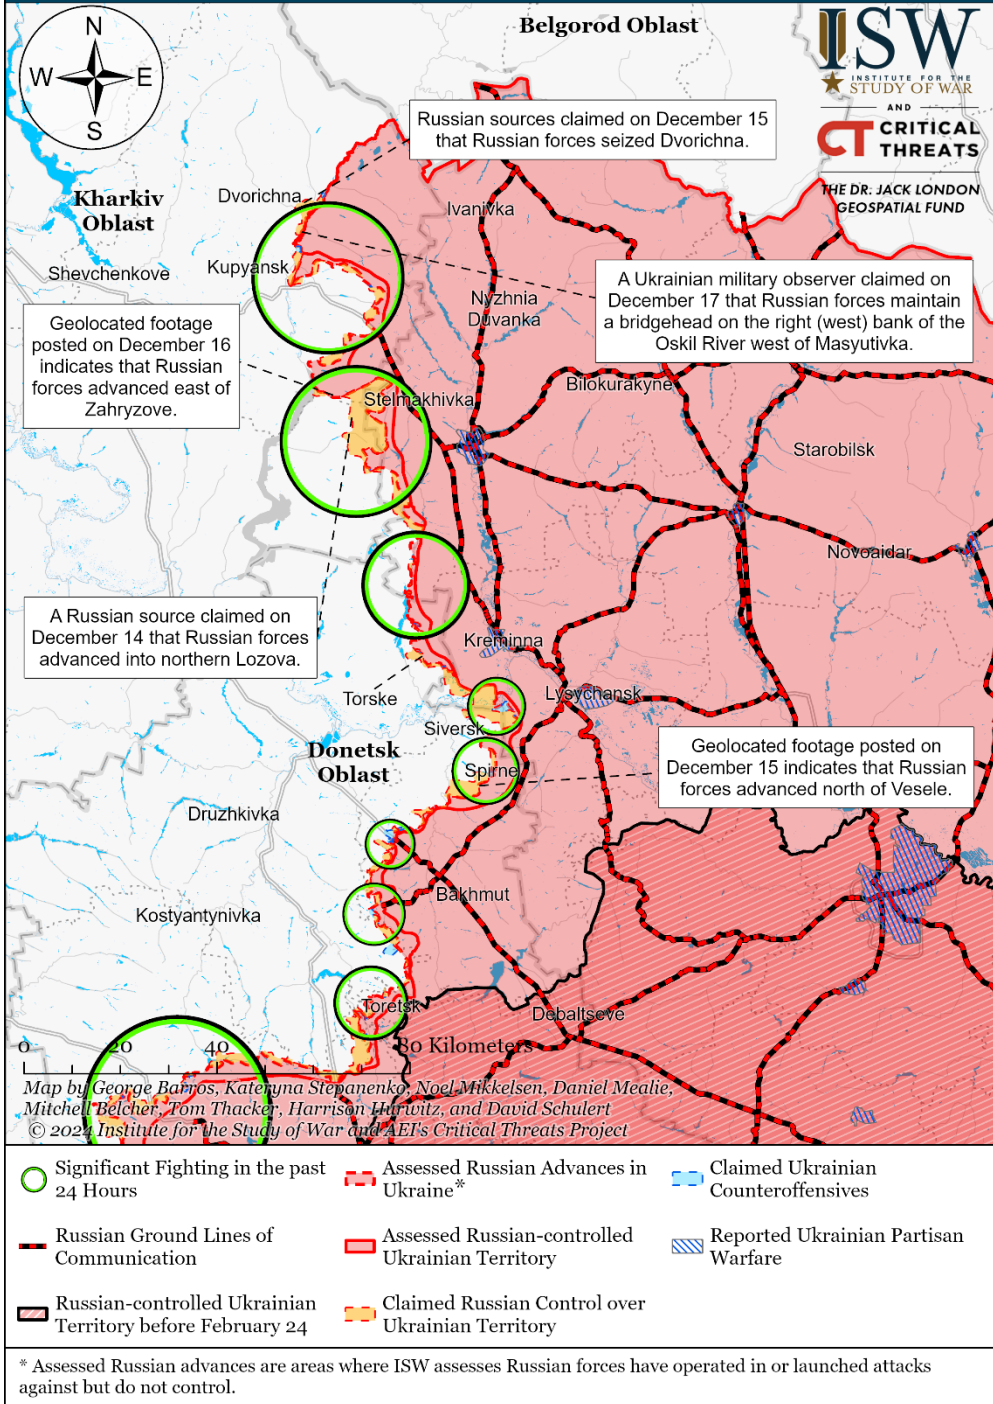 Belgorod Oblast
N
W
E
S
ISW
INSTITUTE FOR THE
STUDY OF WAR
AND
CT CRITICAL
THREATS
THE DR. JACK LONDON
GEOSPATIAL FUND
Russian sources claimed on December 15
that Russian forces seized Dvorichna.
Kharkiv
Oblast
Dvorichna
Ivanivka
Shevchenkove
Kupyansk
A Ukrainian military observer claimed on
December 17 that Russian forces maintain
a bridgehead on the right (west) bank of the
Oskil River west of Masyutivka.
Nyzhnia
Duvanka
Geolocated footage
posted on December 16
indicates that Russian
forces advanced east of
Zahryzove.
Bilokurakyne
Stelmakhivka
Starobilsk
Novoaidar
A Russian source claimed on
December 14 that Russian forces
advanced into northern Lozova.
Kreminna
Torske
Lysychansk
Siversk
Donetsk
Oblast
Spirne
Geolocated footage posted on
December 15 indicates that Russian
forces advanced north of Vesele.
Druzhkivka
Bakhmut
Kostyantynivka
Toretsk
Debaltseve
0 20 40 80 Kilometers
Map by George Barros, Kateryna Stepanenko, Noel Mikkelsen, Daniel Mealie,
Mitchell Belcher, Tom Thacker, Harrison Hurwitz, and David Schulert
© 2024 Institute for the Study of War and AEI's Critical Threats Project
Significant Fighting in the past
24 Hours
Assessed Russian Advances in
Ukraine*
Claimed Ukrainian
Counteroffensives
Russian Ground Lines of
Communication
Assessed Russian-controlled
Ukrainian Territory
Reported Ukrainian Partisan
Warfare
Russian-controlled Ukrainian
Territory before February 24
Claimed Russian Control over
Ukrainian Territory
* Assessed Russian advances are areas where ISW assesses Russian forces have operated in or launched attacks
against but do not control.